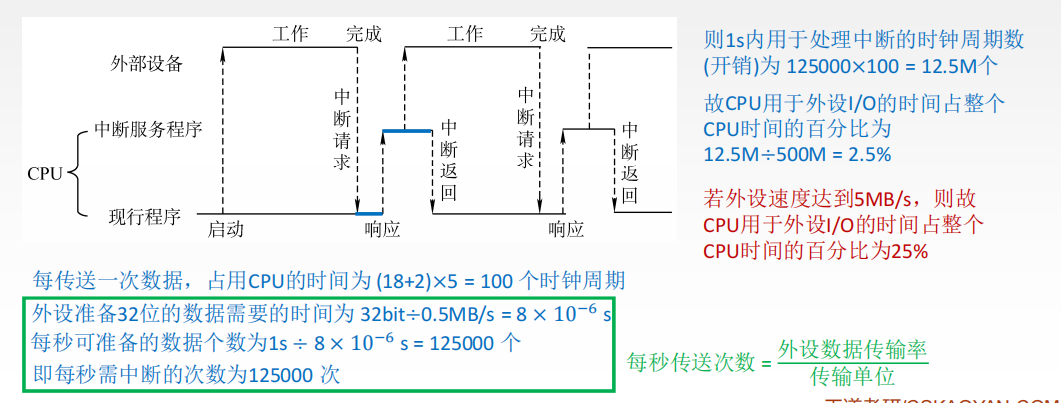 工作 完成 工作 完成
外部设备
中断请求
中断请求
中断服务程序
中断返回
中断返回
CPU
现行程序
启动 响应 响应
则1s内用于处理中断的时钟周期数
(开销)为 125000×100 = 12.5M个
故CPU用于外设I/O的时间占整个
CPU时间的百分比为
12.5M÷500M = 2.5%
若外设速度达到5MB/s，则故
CPU用于外设I/O的时间占整个
CPU时间的百分比为25%
每传送一次数据，占用CPU的时间为 (18+2)×5 = 100 个时钟周期
外设准备32位的数据需要的时间为 32bit÷0.5MB/s = 8 × 10⁻⁶ s
每秒可准备的数据个数为1s ÷ 8 × 10⁻⁶ s = 125000 个
即每秒需中断的次数为125000 次
每秒传送次数 = 外设数据传输率
传输单位